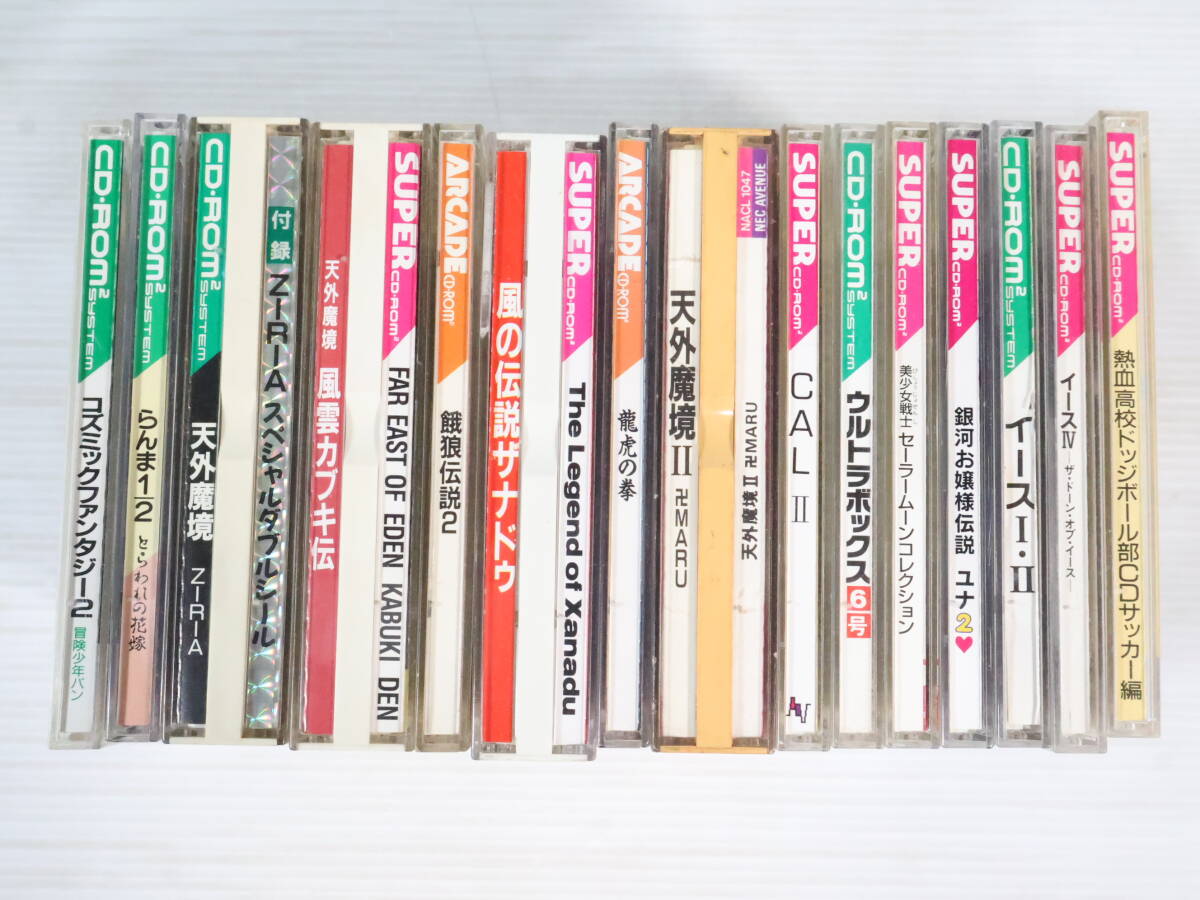 CD・ROM² SYSTEM
コズミックファンタジー2
冒険少年バン
CD・ROM² SYSTEM
らんま1/2
とらわれの花嫁
CD・ROM² SYSTEM
天外魔境
ZIRIA
付録
ZIRIAスペシャルダブルシール
天外魔境
風雲カブキ伝
SUPER CD・ROM²
FAR EAST OF EDEN KABUKI DEN
ARCADE CD・ROM²
餓狼伝説2
風の伝説ザナドゥ
SUPER CD・ROM²
The Legend of Xanadu
ARCADE CD・ROM²
龍虎の拳
天外魔境II
卍MARU
NACL1047
NEC AVENUE
天外魔境II 卍MARU
SUPER CD・ROM²
CAL II
CD・ROM² SYSTEM
ウルトラボックス6号
SUPER CD・ROM²
美少女戦士
セーラームーンコレクション
SUPER CD・ROM²
銀河お嬢様伝説 ユナ2
CD・ROM² SYSTEM
イースI・II
SUPER CD・ROM²
イースIV
―ザ・ドーン・オブ・イース―
SUPER CD・ROM²
熱血高校ドッジボール部CDサッカー編